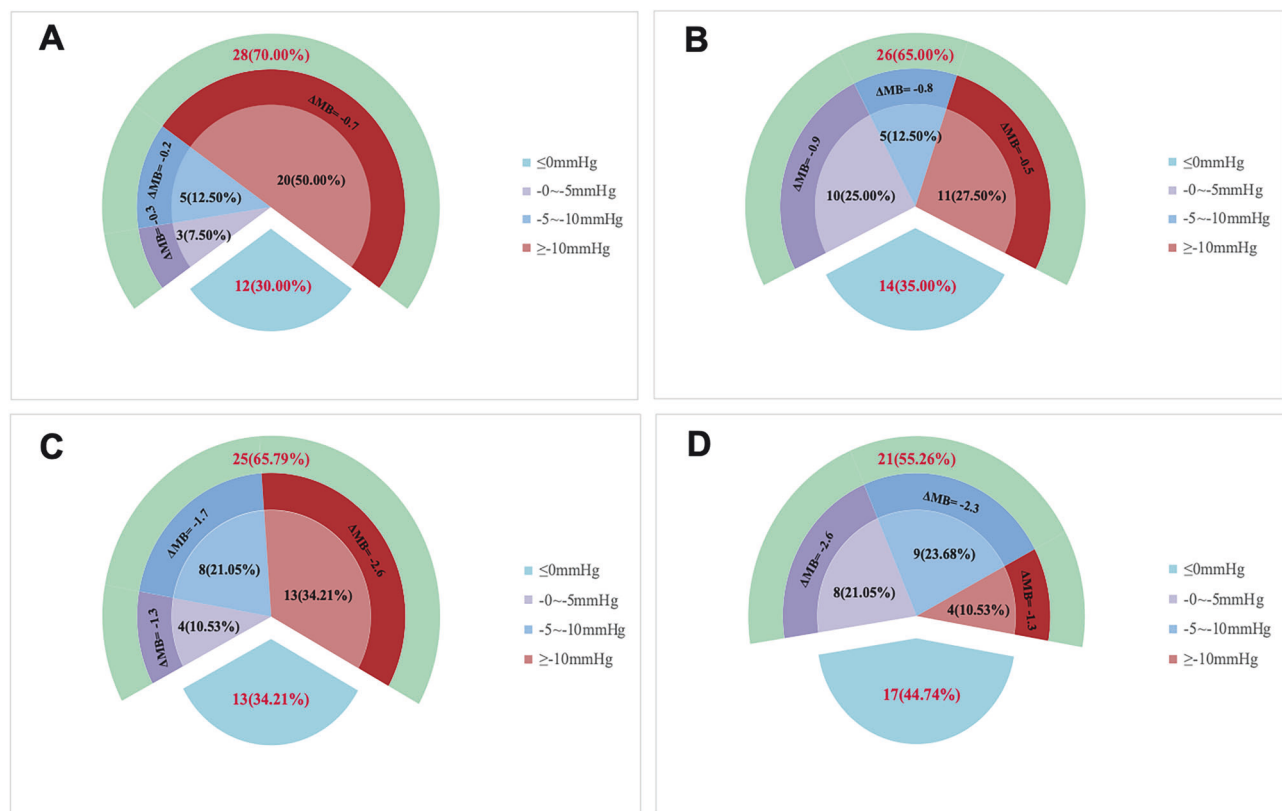 A
28(70.00%)
ΔMB= -0.7
ΔMB= -0.2
ΔMB= -0.3
20(50.00%)
5(12.50%)
3(7.50%)
12(30.00%)
≤0mmHg
-0~-5mmHg
-5~-10mmHg
≥-10mmHg
B
26(65.00%)
ΔMB= -0.8
ΔMB= -0.9
ΔMB= -0.5
5(12.50%)
10(25.00%)
11(27.50%)
14(35.00%)
≤0mmHg
-0~-5mmHg
-5~-10mmHg
≥-10mmHg
C
25(65.79%)
ΔMB= -1.7
ΔMB= -2.6
ΔMB= -1.3
8(21.05%)
13(34.21%)
4(10.53%)
13(34.21%)
≤0mmHg
-0~-5mmHg
-5~-10mmHg
≥-10mmHg
D
21(55.26%)
ΔMB= -2.3
ΔMB= -2.6
ΔMB= -1.3
9(23.68%)
8(21.05%)
4(10.53%)
17(44.74%)
≤0mmHg
-0~-5mmHg
-5~-10mmHg
≥-10mmHg